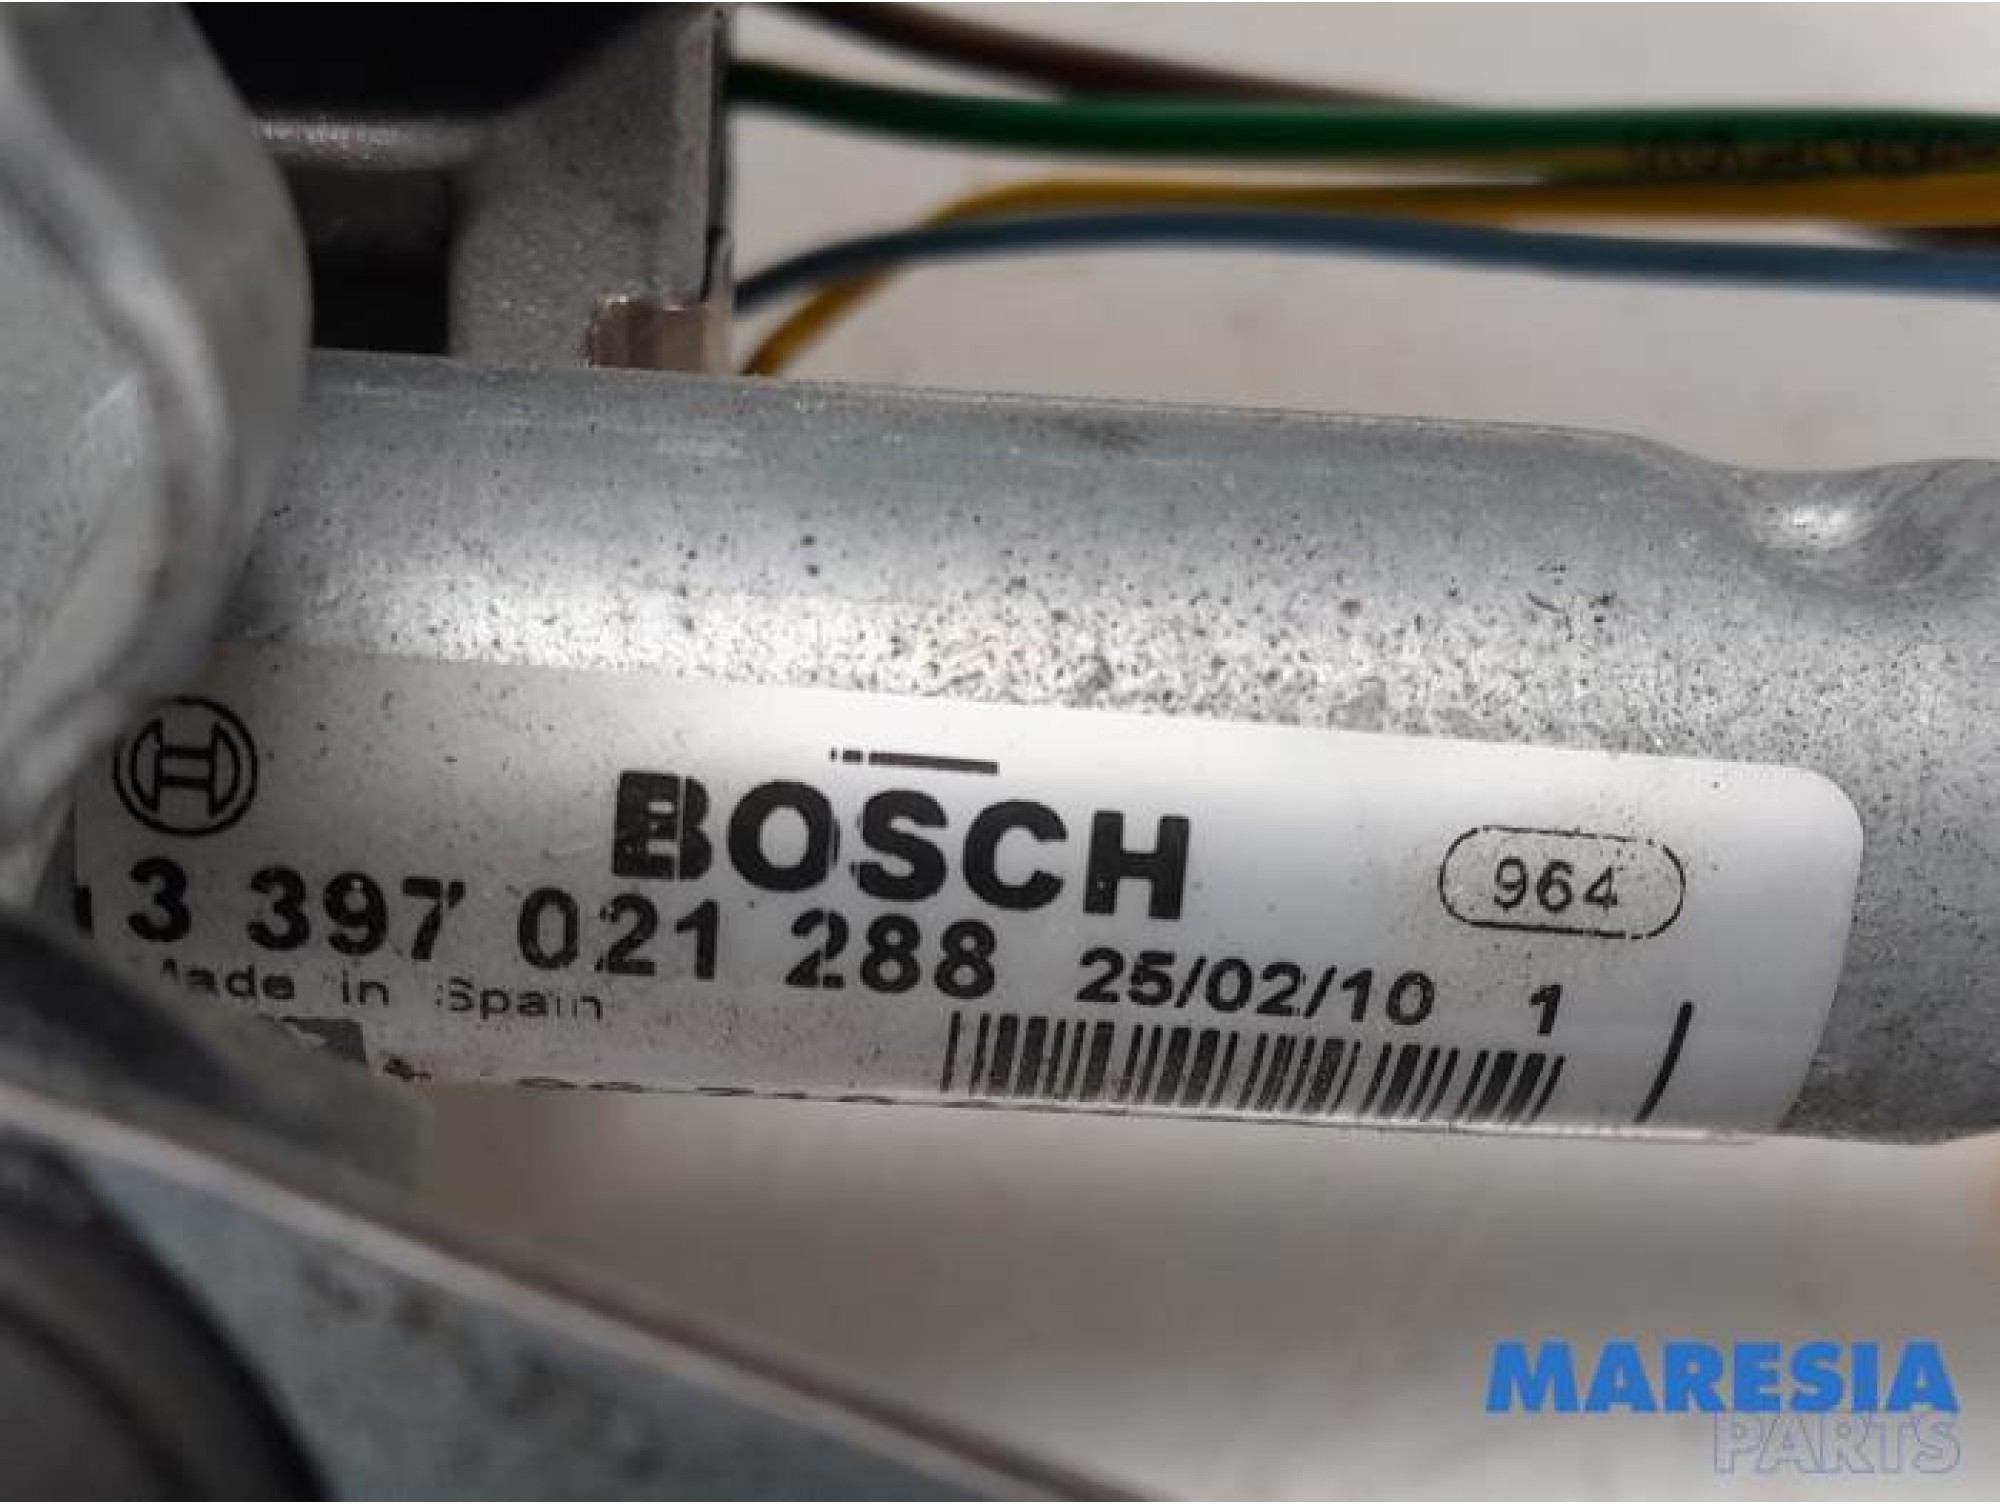 BOSCH
964
3 397 021 288 25/02/10 1
Made in Spain
MARESIA
PARTS